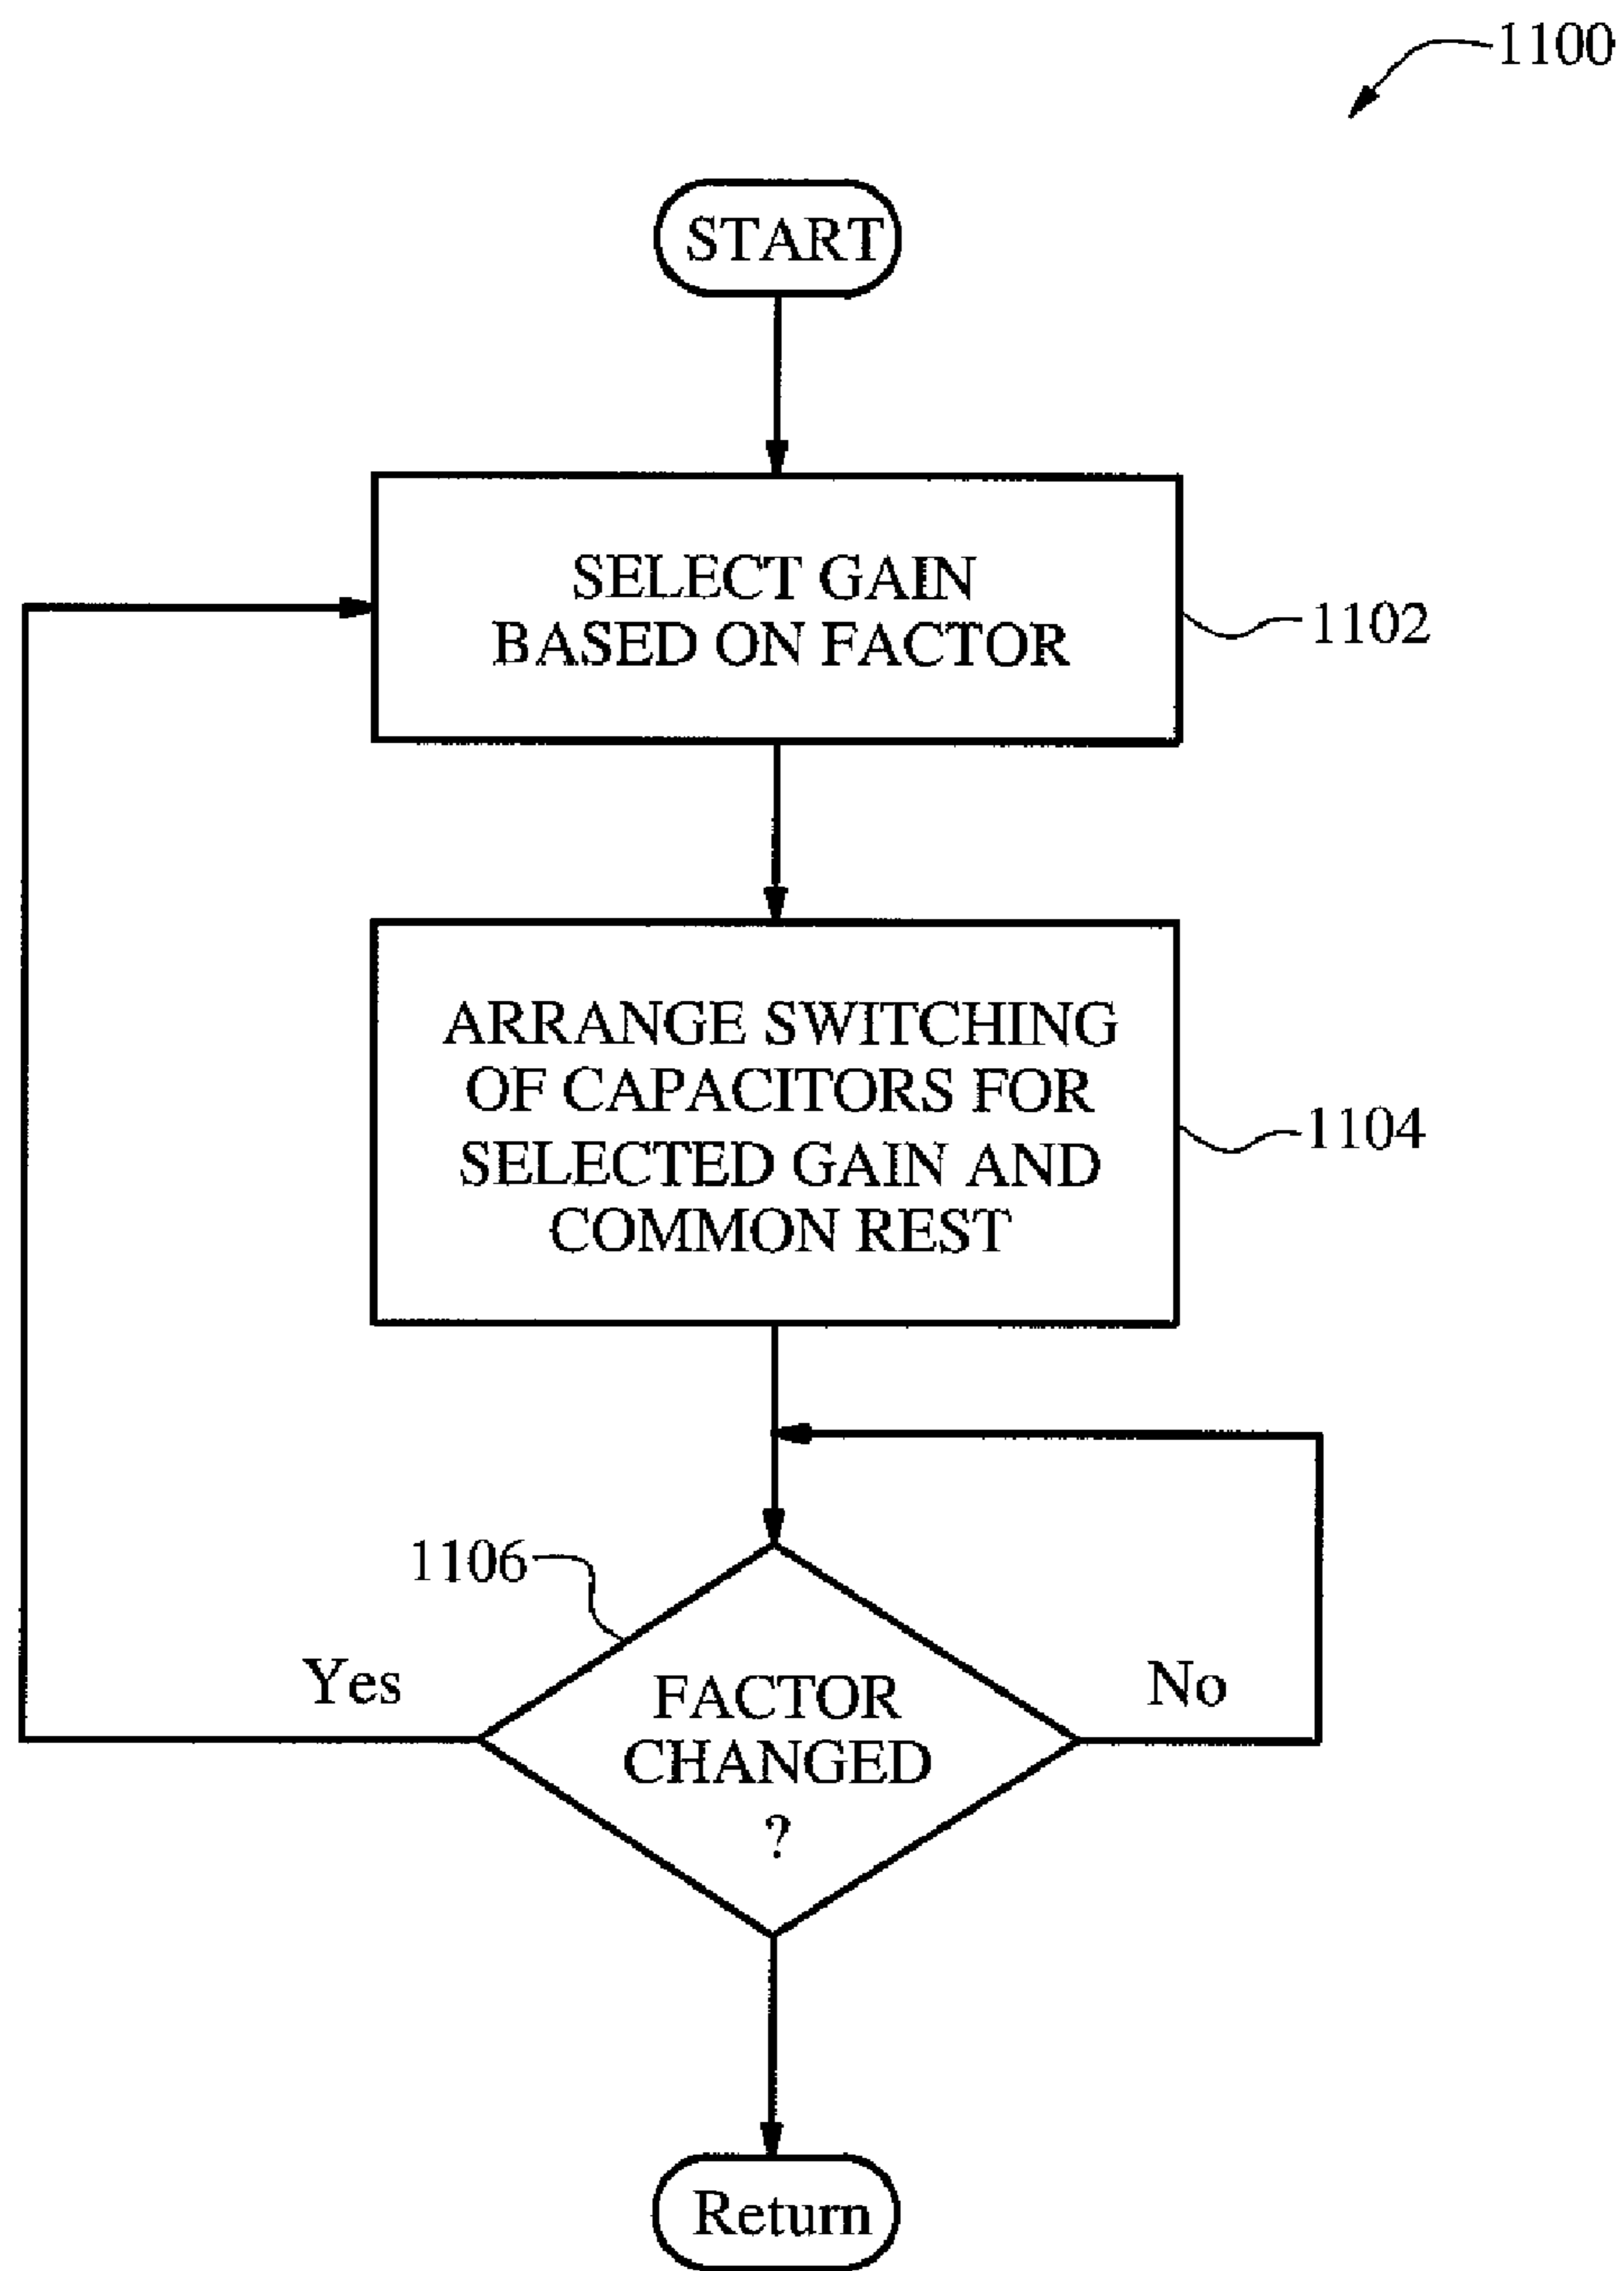 1100
START
SELECT GAIN
BASED ON FACTOR
1102
ARRANGE SWITCHING
OF CAPACITORS FOR
SELECTED GAIN AND
COMMON REST
1104
1106
Yes
FACTOR
CHANGED
?
No
Return